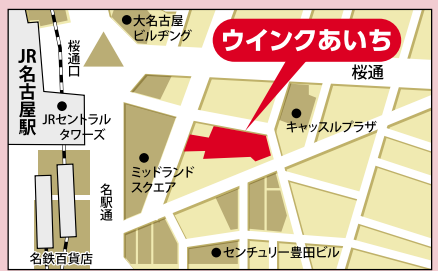 大名古屋
ビルヂング
ウインクあいち
桜通口
桜通
JR名古屋駅
JRセントラル
タワーズ
キャッスルプラザ
ミッドランド
スクエア
名駅通
名鉄百貨店
センチュリー豊田ビル